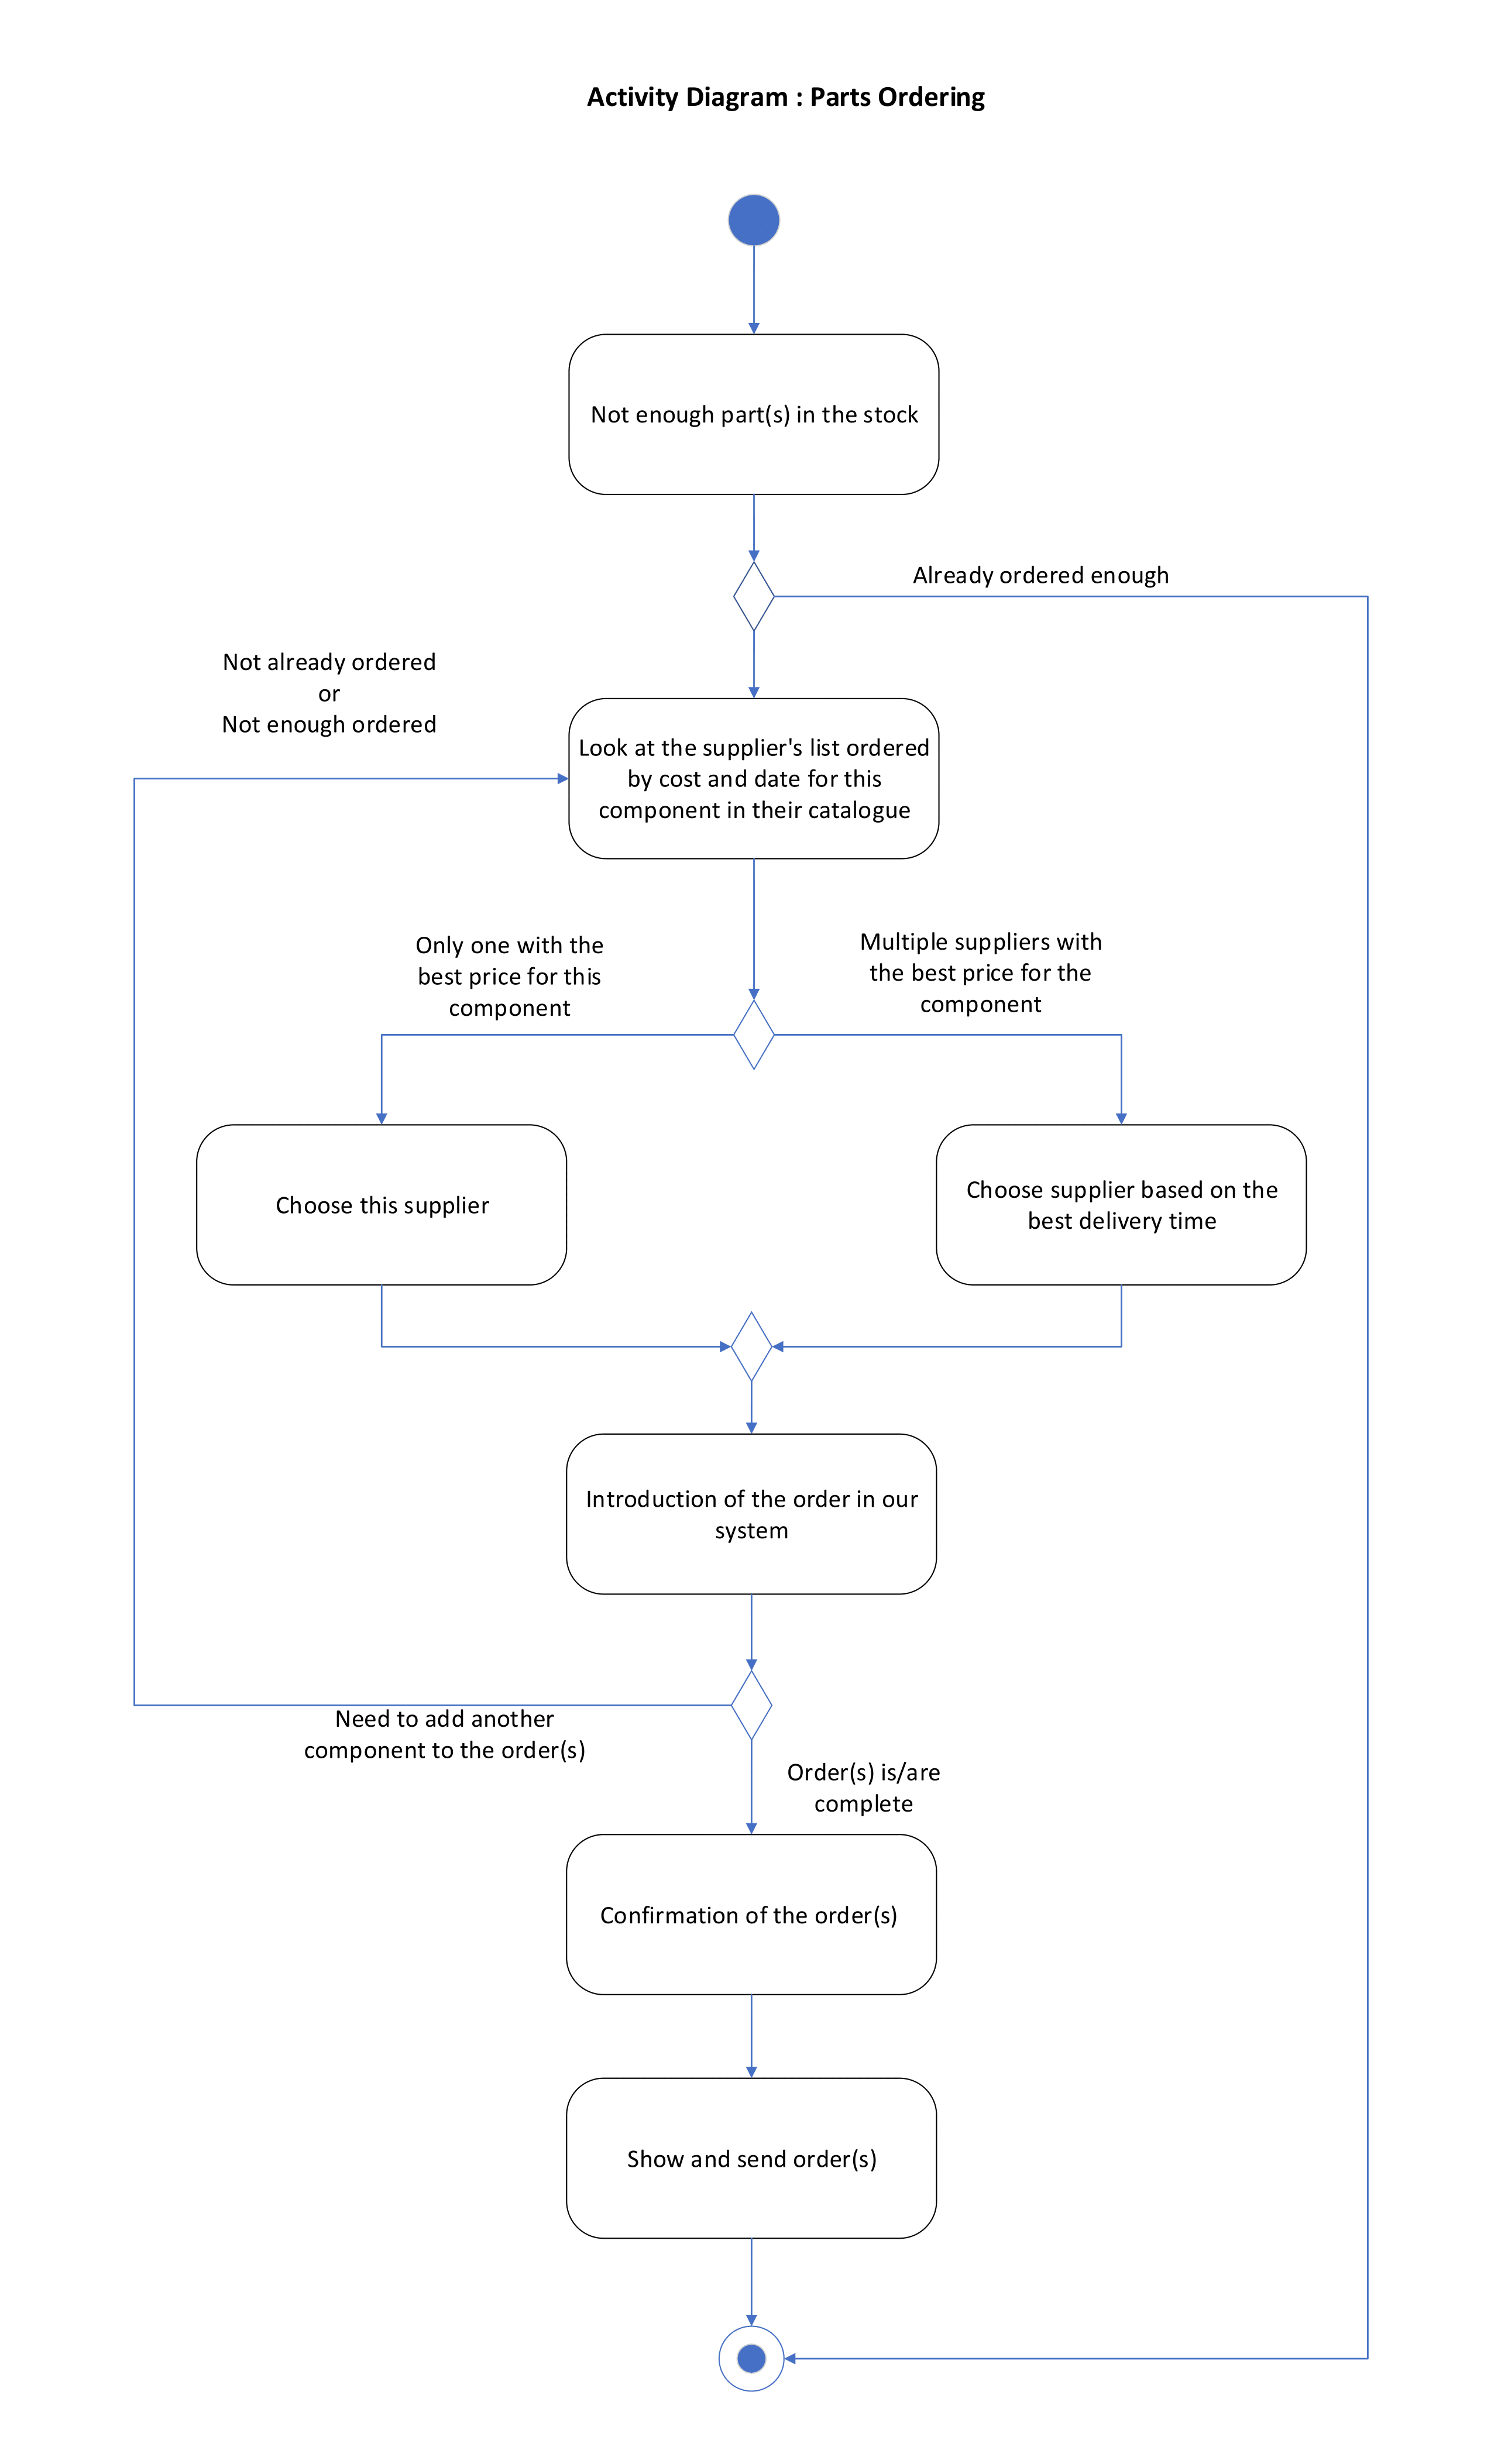 Activity Diagram : Parts Ordering
Not enough part(s) in the stock
Already ordered enough
Not already ordered
or
Not enough ordered
Look at the supplier's list ordered
by cost and date for this
component in their catalogue
Only one with the
best price for this
component
Multiple suppliers with
the best price for the
component
Choose this supplier
Choose supplier based on the
best delivery time
Introduction of the order in our
system
Need to add another
component to the order(s)
Order(s) is/are
complete
Confirmation of the order(s)
Show and send order(s)